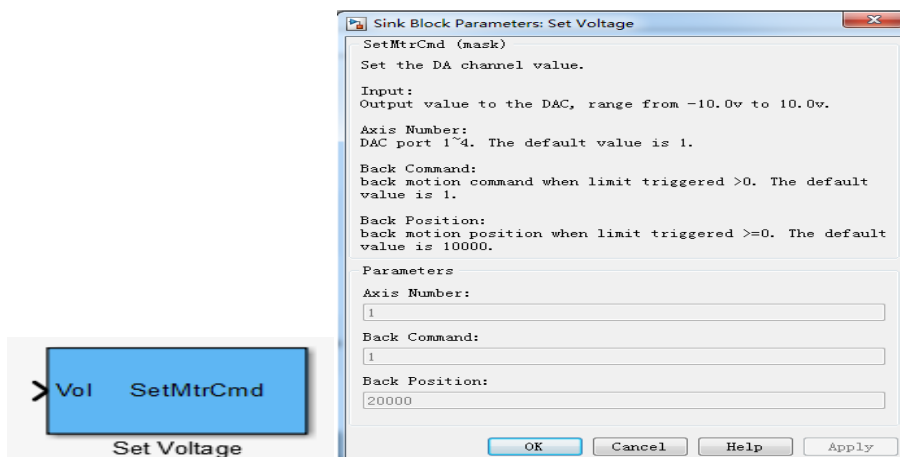 Vol SetMtrCmd
Set Voltage
Sink Block Parameters: Set Voltage
SetMtrCmd (mask)
Set the DA channel value.
Input:
Output value to the DAC, range from -10.0v to 10.0v.
Axis Number:
DAC port 1~4. The default value is 1.
Back Command:
back motion command when limit triggered >0. The default
value is 1.
Back Position:
back motion position when limit triggered >=0. The default
value is 10000.
Parameters
Axis Number:
1
Back Command:
1
Back Position:
20000
OK Cancel Help Apply